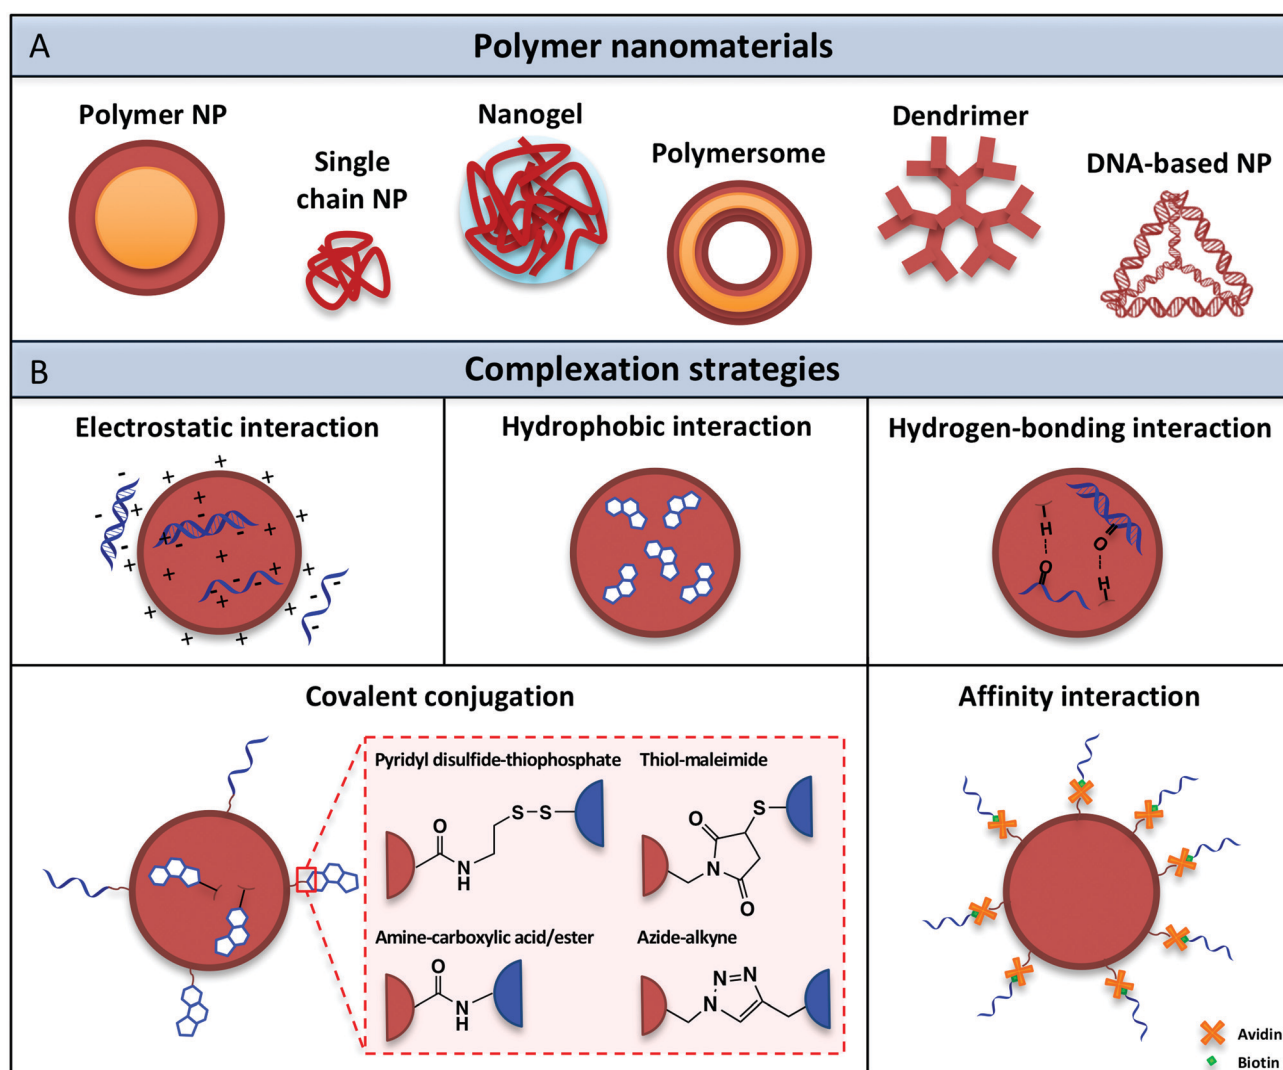 A
Polymer nanomaterials
Polymer NP
Single
chain NP
Nanogel
Polymersome
Dendrimer
DNA-based NP
B
Complexation strategies
Electrostatic interaction
Hydrophobic interaction
Hydrogen-bonding interaction
H
O
O
H
Covalent conjugation
Affinity interaction
Pyridyl disulfide-thiophosphate
Thiol-maleimide
O
N
H
S–S
O
N
O
S
Amine-carboxylic acid/ester
Azide-alkyne
O
N
H
N=N
N
Avidin
Biotin